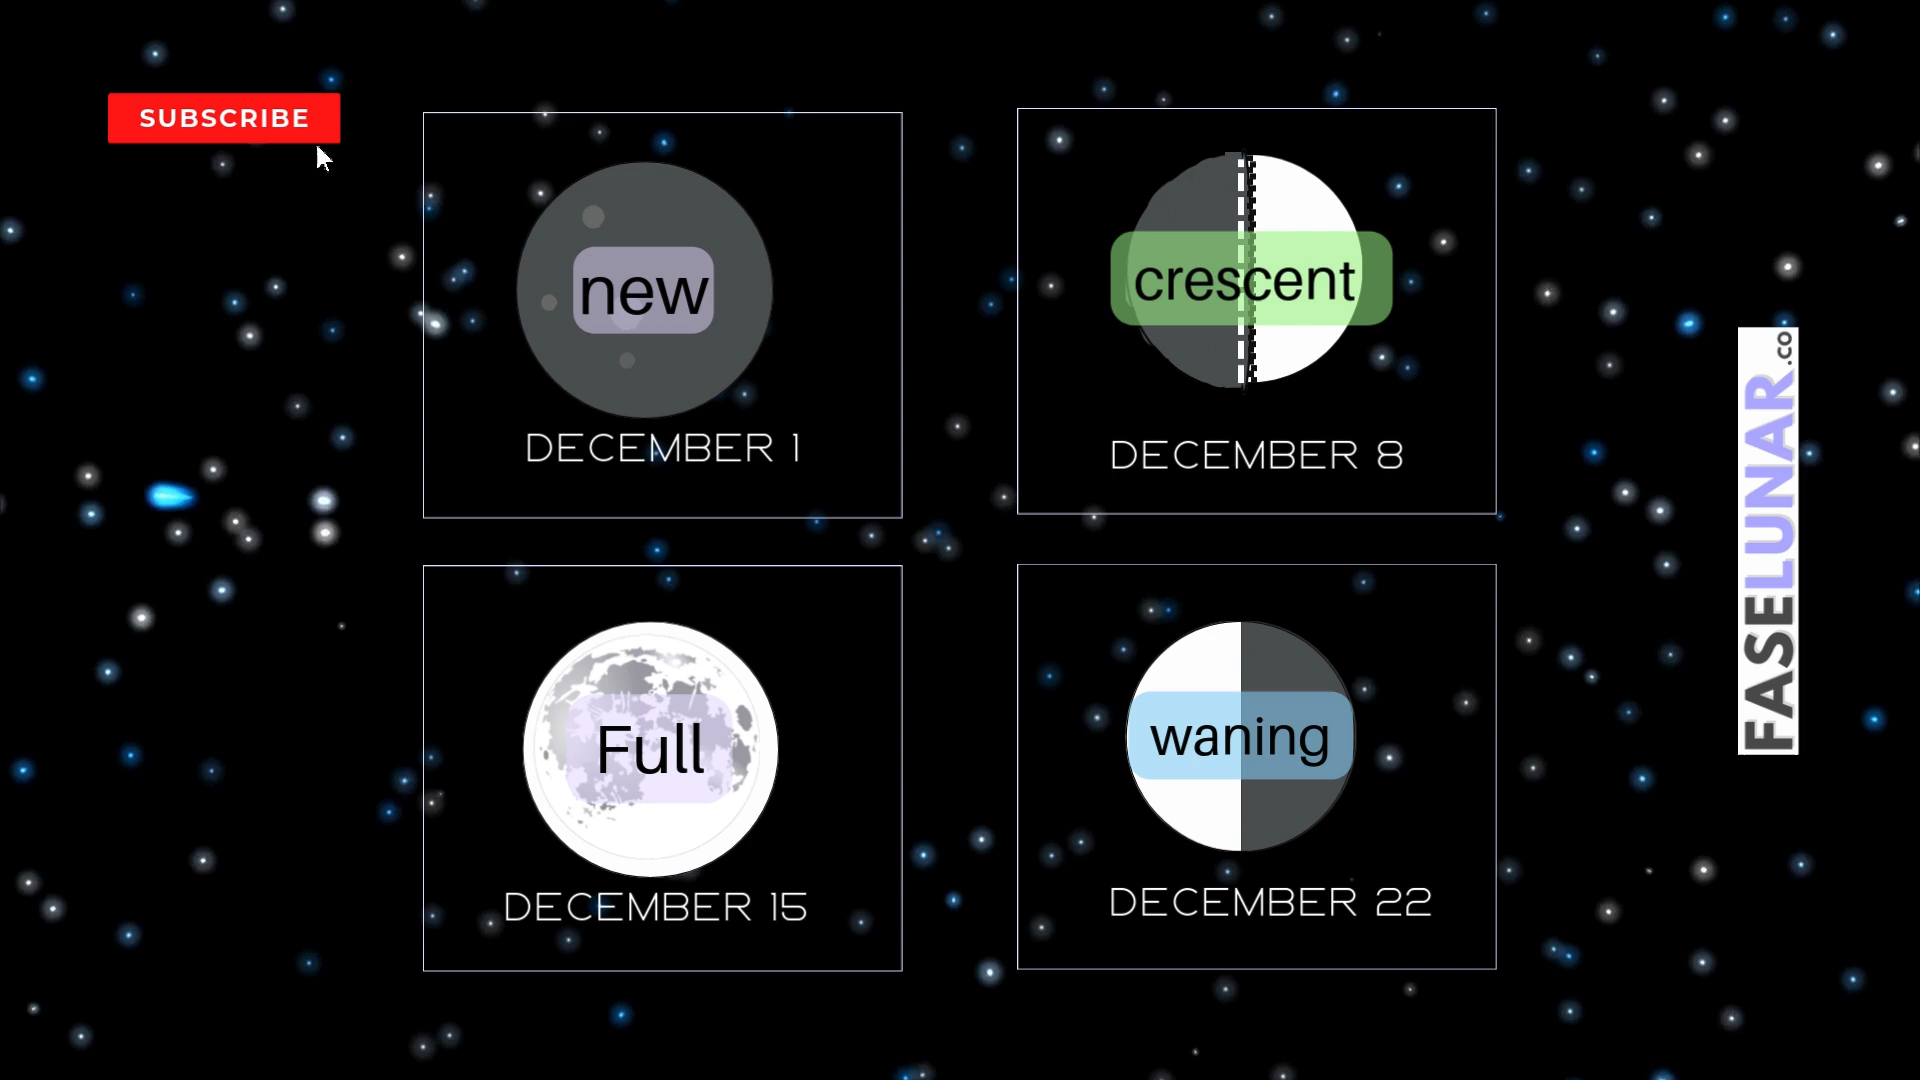 SUBSCRIBE
new
DECEMBER 1
crescent
DECEMBER 8
Full
DECEMBER 15
waning
DECEMBER 22
FASELUNAR.co